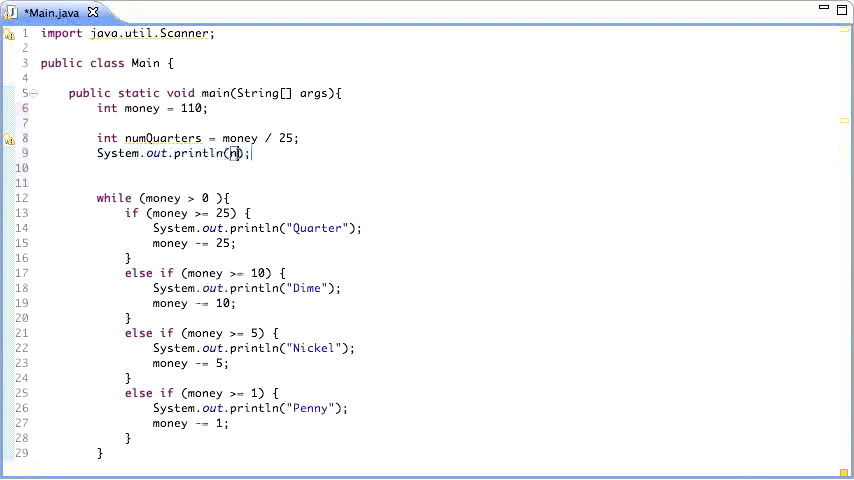 *Main.java
1 import java.util.Scanner;
2
3 public class Main {
4
5 public static void main(String[] args){
6 int money = 110;
7
8 int numQuarters = money / 25;
9 System.out.println(n);
10
11
12 while (money > 0 ){
13 if (money >= 25) {
14 System.out.println("Quarter");
15 money -= 25;
16 }
17 else if (money >= 10) {
18 System.out.println("Dime");
19 money -= 10;
20 }
21 else if (money >= 5) {
22 System.out.println("Nickel");
23 money -= 5;
24 }
25 else if (money >= 1) {
26 System.out.println("Penny");
27 money -= 1;
28 }
29 }